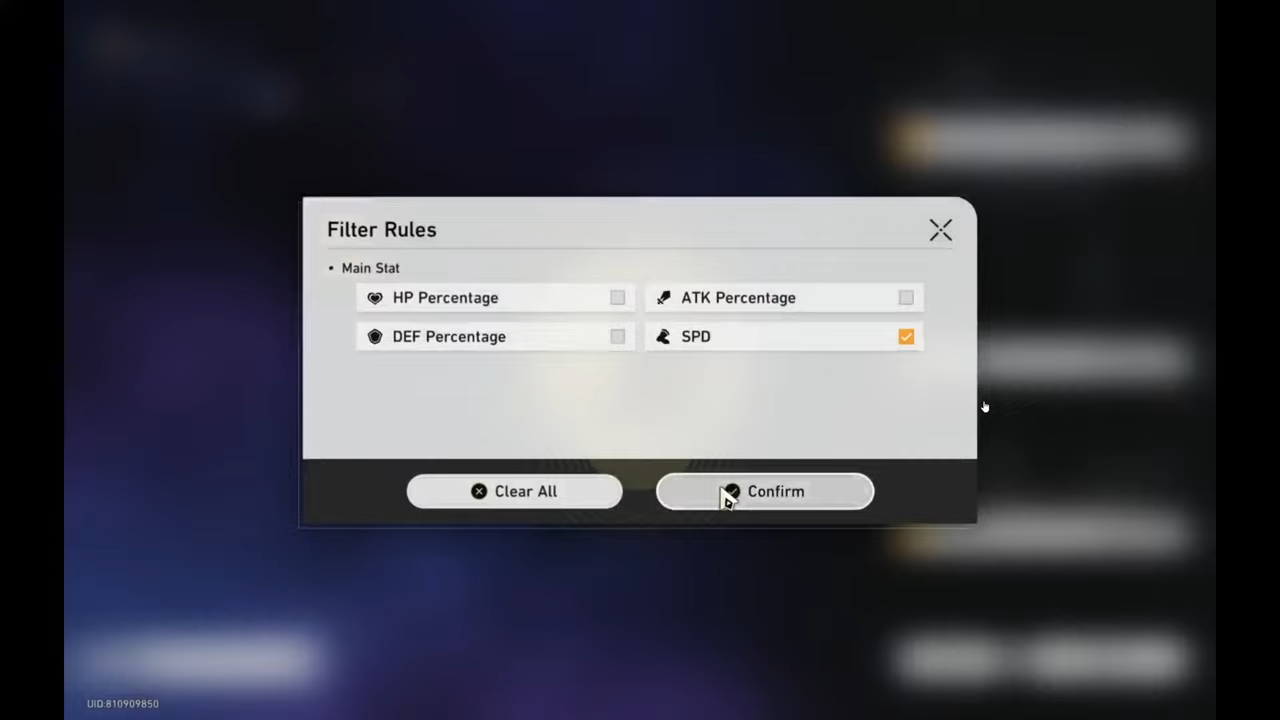 Filter Rules
• Main Stat
HP Percentage
ATK Percentage
DEF Percentage
SPD
Clear All
Confirm
UID:810909850